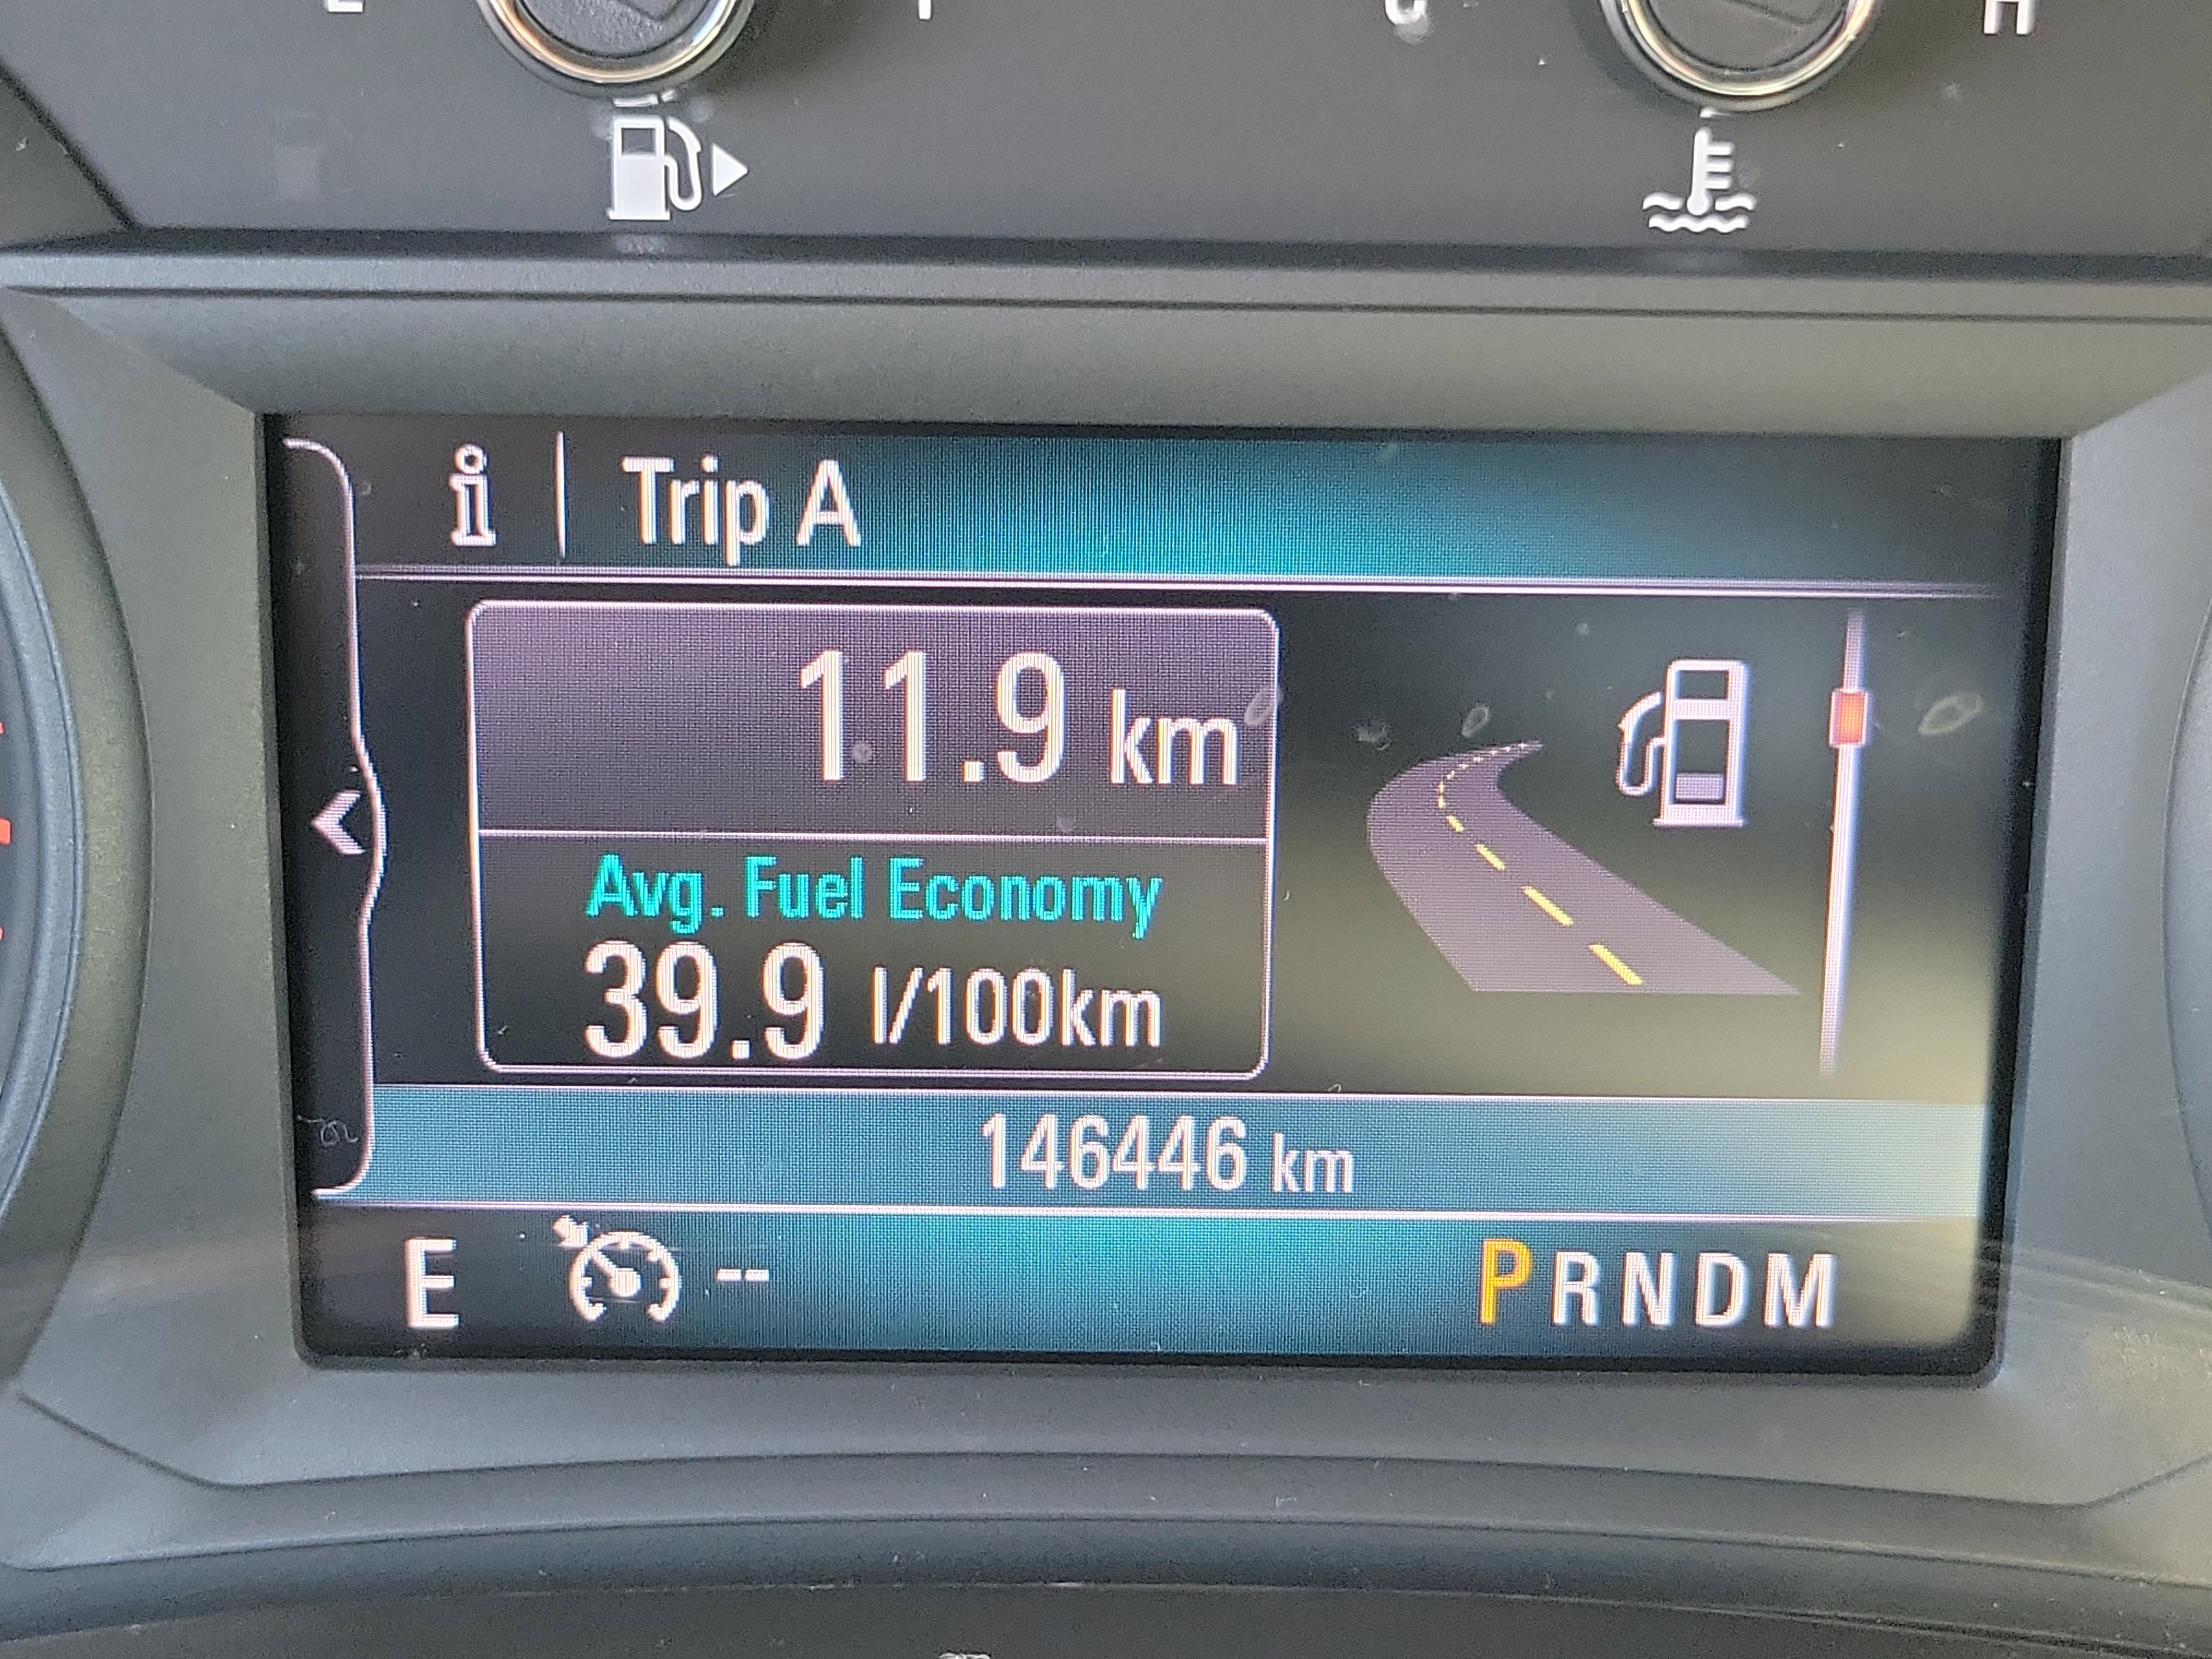 C H
i | Trip A
11.9 km
Avg. Fuel Economy
39.9 l/100km
146446 km
E -- PRNDM